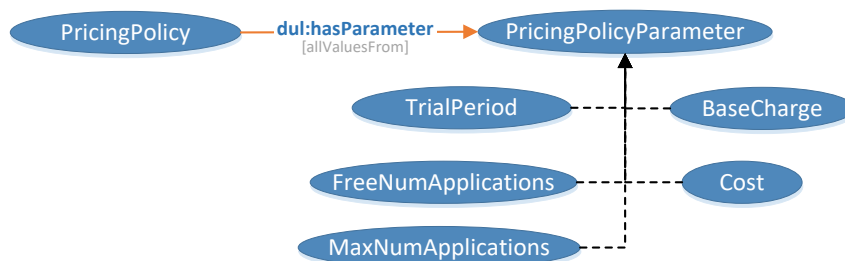 PricingPolicy
dul:hasParameter
[allValuesFrom]
PricingPolicyParameter
TrialPeriod
BaseCharge
FreeNumApplications
Cost
MaxNumApplications